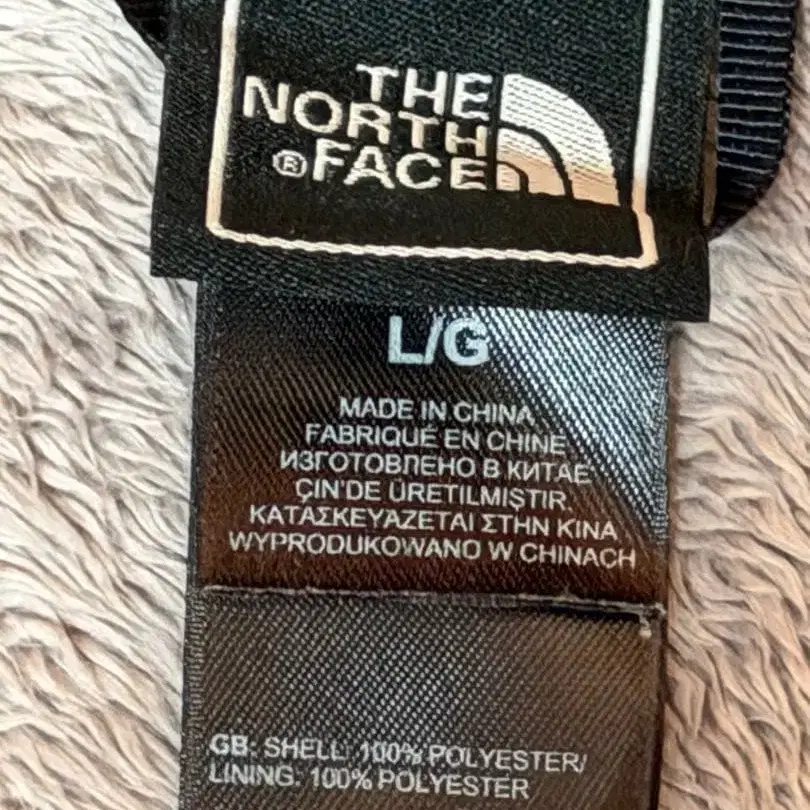 THE
NORTH
®FACE
L/G
MADE IN CHINA
FABRIQUÉ EN CHINE
ИЗГОТОВЛЕНО В КИТАЕ
ÇİN'DE ÜRETILMIŞTIR.
ΚΑΤΑΣΚΕΥΑΖΕΤΑΙ ΣΤΗΝ ΚΙΝΑ
WYPRODUKOWANO W CHINACH
GB: SHELL: 100% POLYESTER/
LINING: 100% POLYESTER